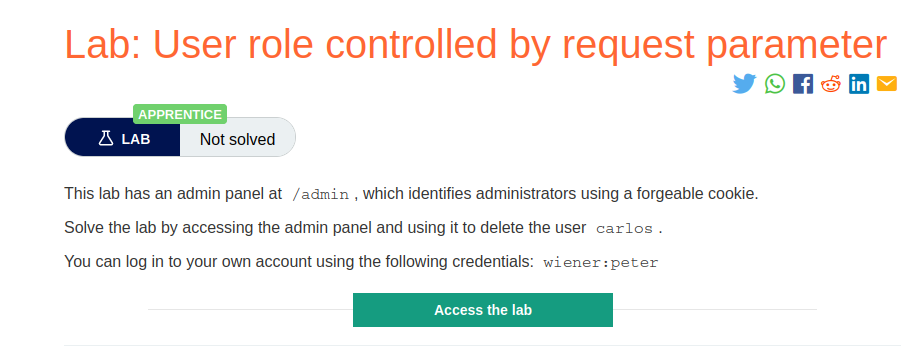 Lab: User role controlled by request parameter
APPRENTICE
LAB
Not solved
This lab has an admin panel at /admin , which identifies administrators using a forgeable cookie.
Solve the lab by accessing the admin panel and using it to delete the user carlos .
You can log in to your own account using the following credentials: wiener:peter
Access the lab